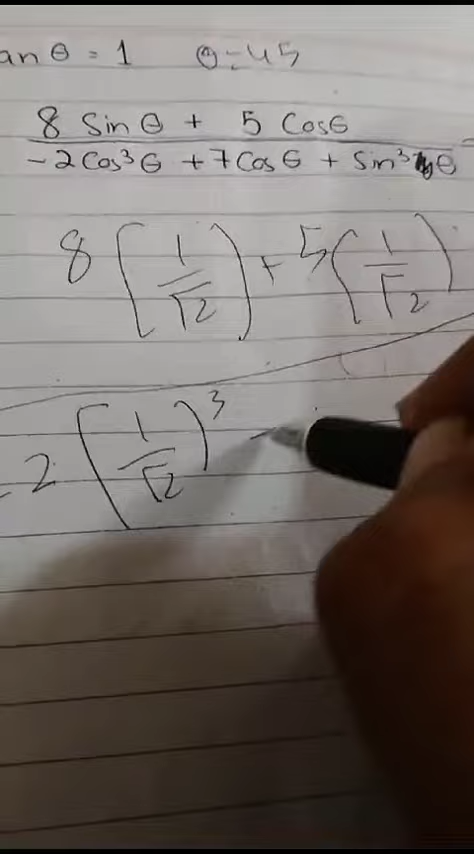 an θ = 1 θ = 45
8 Sin θ + 5 Cos θ
-2 Cos³ θ + 7 Cos θ + Sin³ θ =
8 (1/√2) + 5 (1/√2)
-2 (1/√2)³ -